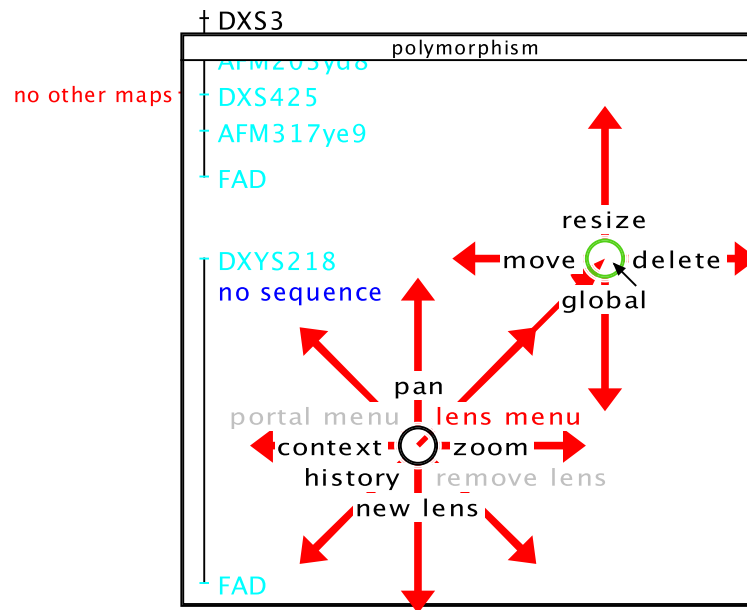 DXS3
polymorphism
AFM205yd8
no other maps
DXS425
AFM317ye9
FAD
resize
move
delete
global
DXYS218
no sequence
pan
portal menu
lens menu
context
zoom
history
remove lens
new lens
FAD